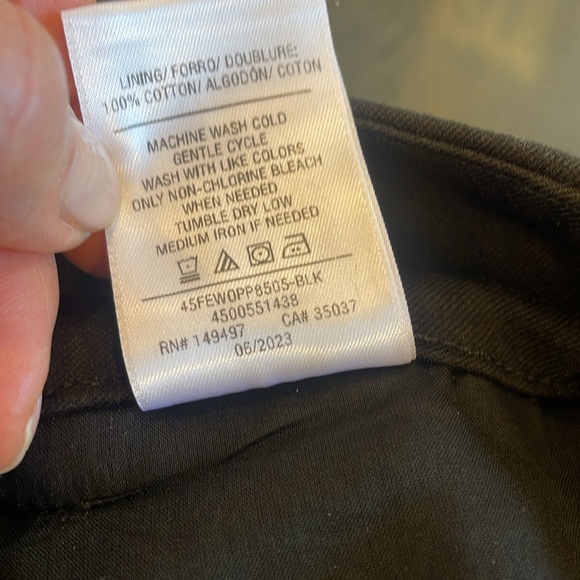 LINING/ FORRO/ DOUBLURE:
100% COTTON/ ALGODÓN/ COTON
MACHINE WASH COLD
GENTLE CYCLE
WASH WITH LIKE COLORS
ONLY NON-CHLORINE BLEACH
WHEN NEEDED
TUMBLE DRY LOW
MEDIUM IRON IF NEEDED
45FEWOPP8505-BLK
4500551438
RN# 149497 CA# 35037
06/2023